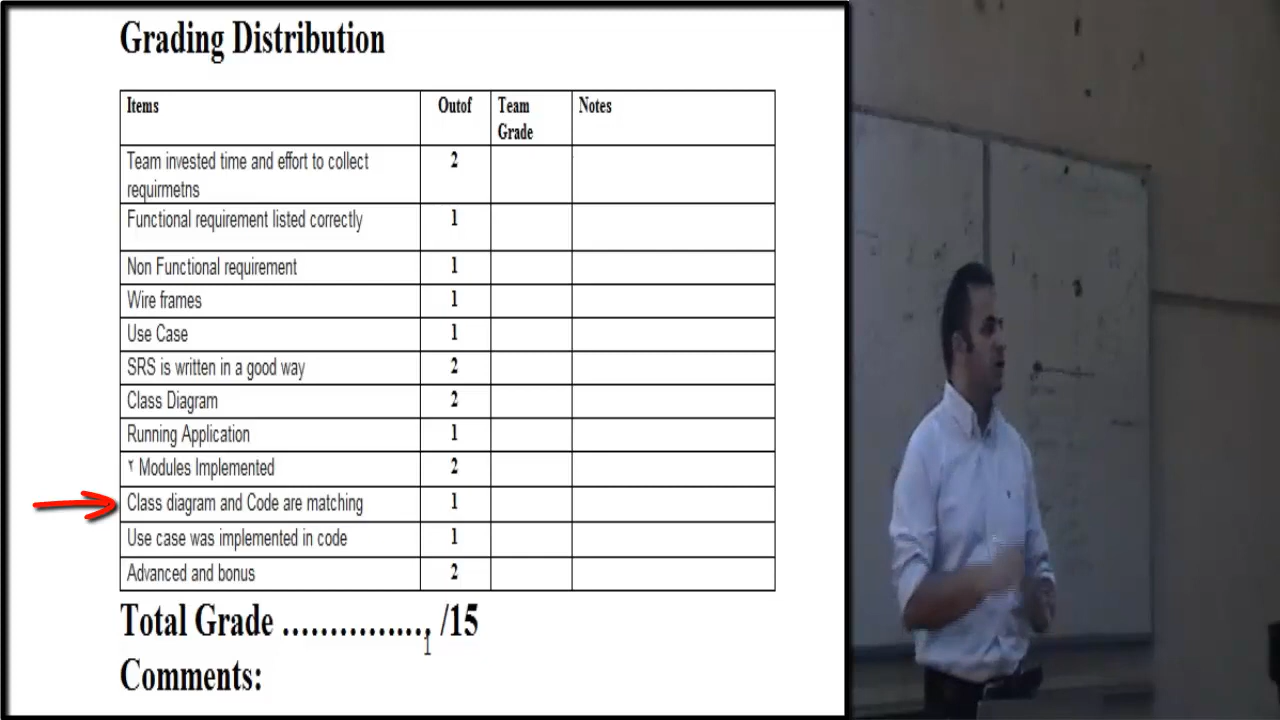 Grading Distribution
Items Outof Team Grade Notes
Team invested time and effort to collect requirmetns 2
Functional requirement listed correctly 1
Non Functional requirement 1
Wire frames 1
Use Case 1
SRS is written in a good way 2
Class Diagram 2
Running Application 1
٢ Modules Implemented 2
Class diagram and Code are matching 1
Use case was implemented in code 1
Advanced and bonus 2
Total Grade ……………… /15
Comments: